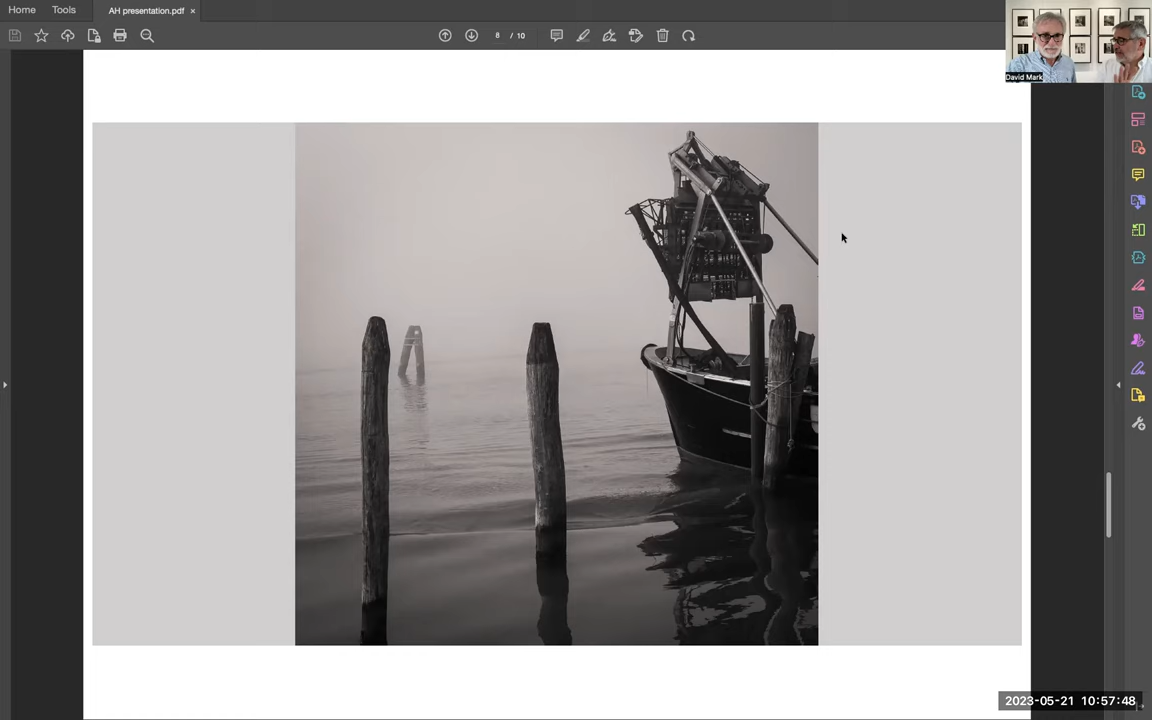 Home Tools AH presentation.pdf ×
8 / 10
David Mark
2023-05-21 10:57:48